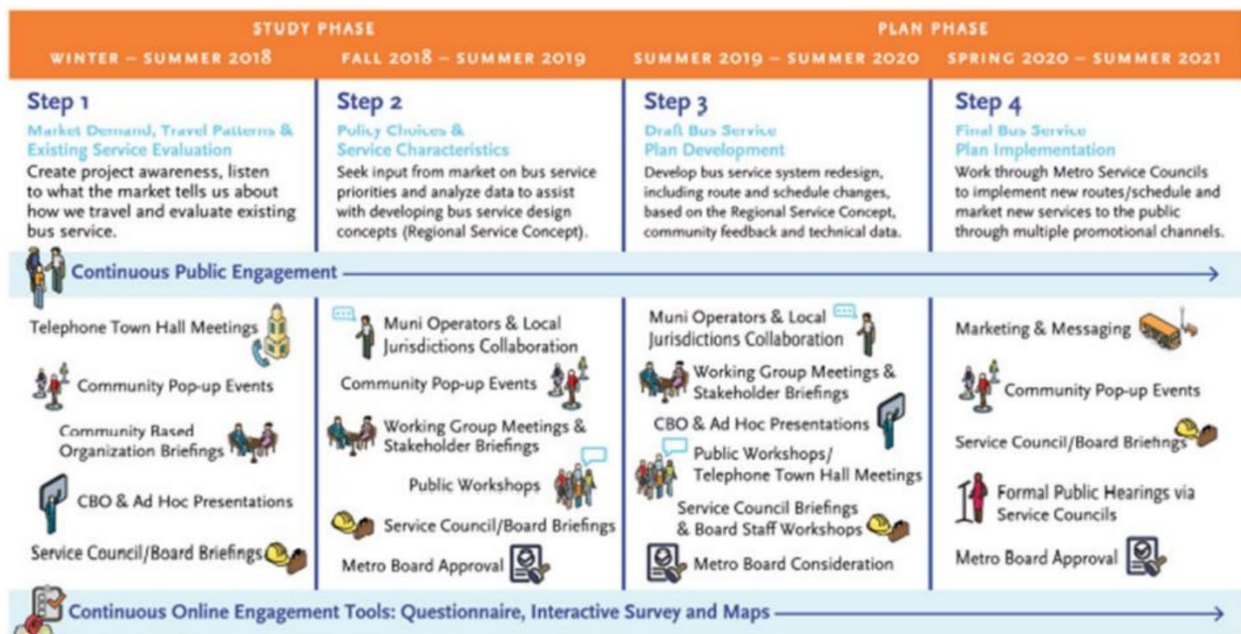 STUDY PHASE
PLAN PHASE
WINTER – SUMMER 2018
FALL 2018 – SUMMER 2019
SUMMER 2019 – SUMMER 2020
SPRING 2020 – SUMMER 2021
Step 1
Market Demand, Travel Patterns &
Existing Service Evaluation
Create project awareness, listen
to what the market tells us about
how we travel and evaluate existing
bus service.
Step 2
Policy Choices &
Service Characteristics
Seek input from market on bus service
priorities and analyze data to assist
with developing bus service design
concepts (Regional Service Concept).
Step 3
Draft Bus Service
Plan Development
Develop bus service system redesign,
including route and schedule changes,
based on the Regional Service Concept,
community feedback and technical data.
Step 4
Final Bus Service
Plan Implementation
Work through Metro Service Councils
to implement new routes/schedule and
market new services to the public
through multiple promotional channels.
Continuous Public Engagement
Telephone Town Hall Meetings
Community Pop-up Events
Community Based
Organization Briefings
CBO & Ad Hoc Presentations
Service Council/Board Briefings
Muni Operators & Local
Jurisdictions Collaboration
Community Pop-up Events
Working Group Meetings &
Stakeholder Briefings
Public Workshops
Service Council/Board Briefings
Metro Board Approval
Muni Operators & Local
Jurisdictions Collaboration
Working Group Meetings &
Stakeholder Briefings
CBO & Ad Hoc Presentations
Public Workshops/
Telephone Town Hall Meetings
Service Council Briefings
& Board Staff Workshops
Metro Board Consideration
Marketing & Messaging
Community Pop-up Events
Service Council/Board Briefings
Formal Public Hearings via
Service Councils
Metro Board Approval
Continuous Online Engagement Tools: Questionnaire, Interactive Survey and Maps